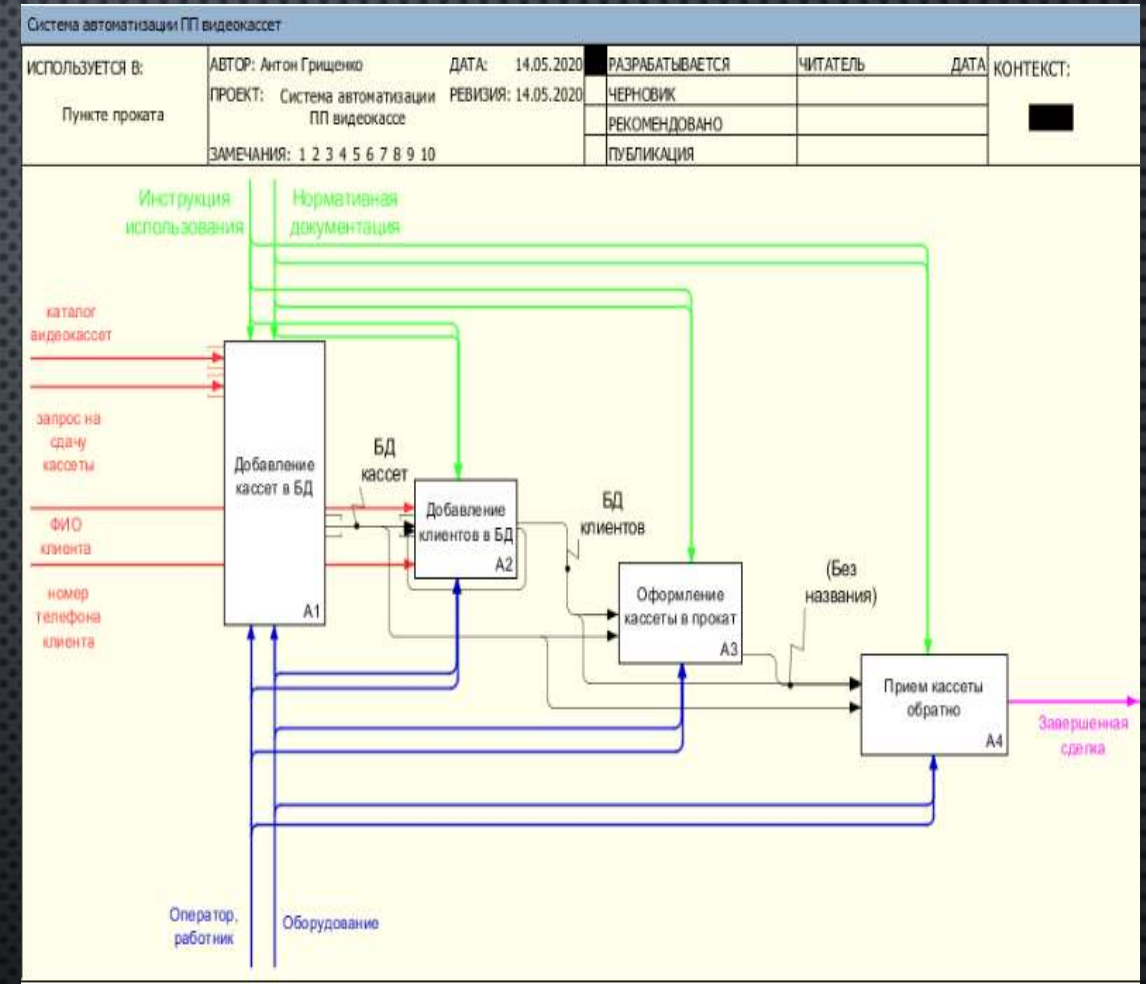 Система автоматизации ПП видеокассет
ИСПОЛЬЗУЕТСЯ В:
Пункте проката
АВТОР: Антон Грищенко
ДАТА: 14.05.2020
ПРОЕКТ: Система автоматизации
ПП видеокассе
РЕВИЗИЯ: 14.05.2020
ЗАМЕЧАНИЯ: 1 2 3 4 5 6 7 8 9 10
РАЗРАБАТЫВАЕТСЯ
ЧЕРНОВИК
РЕКОМЕНДОВАНО
ПУБЛИКАЦИЯ
ЧИТАТЕЛЬ
ДАТА
КОНТЕКСТ:
Инструкция
использования
Нормативная
документация
каталог
видеокассет
запрос на
сдачу
кассеты
ФИО
клиента
номер
телефона
клиента
Добавление
кассет в БД
A1
БД
кассет
Добавление
клиентов в БД
A2
БД
клиентов
Оформление
кассеты в прокат
A3
(Без
названия)
Прием кассеты
обратно
A4
Завершенная
сделка
Оператор,
работник
Оборудование